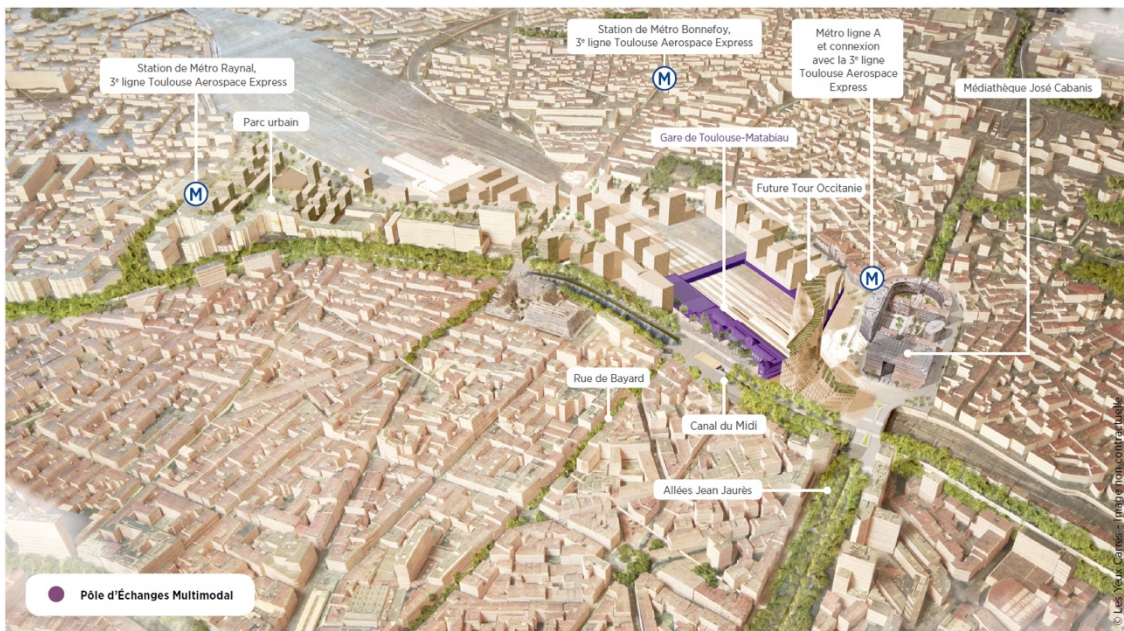 Station de Métro Bonnefoy,
3e ligne Toulouse Aerospace Express
Métro ligne A
et connexion
avec la 3e ligne
Toulouse Aerospace
Express
Station de Métro Raynal,
3e ligne Toulouse Aerospace Express
Médiathèque José Cabanis
M
Parc urbain
Gare de Toulouse-Matabiau
M
Future Tour Occitanie
M
Rue de Bayard
Canal du Midi
Allées Jean Jaurès
Pôle d'Échanges Multimodal
© Les Yeux Carrés - Image non contractuelle